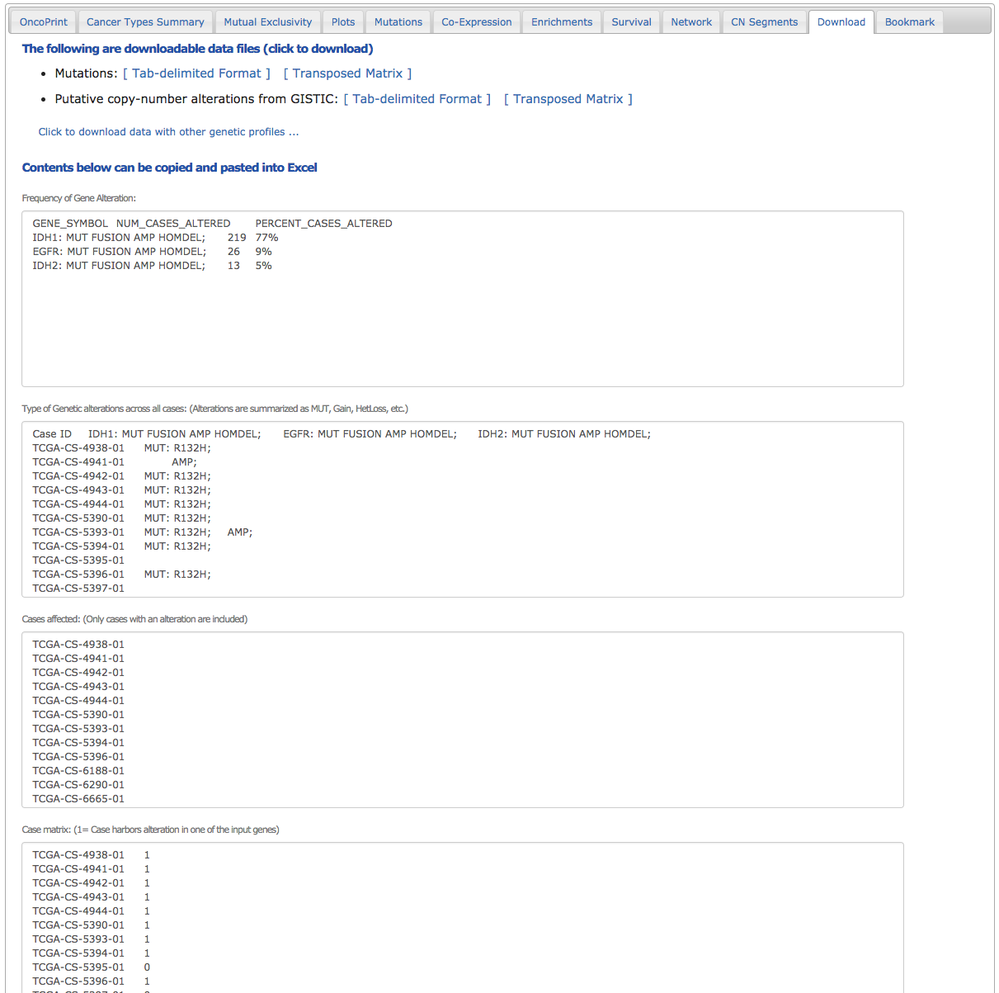 OncoPrint Cancer Types Summary Mutual Exclusivity Plots Mutations Co-Expression Enrichments Survival Network CN Segments Download Bookmark
The following are downloadable data files (click to download)
• Mutations: [ Tab-delimited Format ] [ Transposed Matrix ]
• Putative copy-number alterations from GISTIC: [ Tab-delimited Format ] [ Transposed Matrix ]
Click to download data with other genetic profiles ...
Contents below can be copied and pasted into Excel
Frequency of Gene Alteration:
GENE_SYMBOL NUM_CASES_ALTERED PERCENT_CASES_ALTERED
IDH1: MUT FUSION AMP HOMDEL; 219 77%
EGFR: MUT FUSION AMP HOMDEL; 26 9%
IDH2: MUT FUSION AMP HOMDEL; 13 5%
Type of Genetic alterations across all cases: (Alterations are summarized as MUT, Gain, HetLoss, etc.)
Case ID IDH1: MUT FUSION AMP HOMDEL; EGFR: MUT FUSION AMP HOMDEL; IDH2: MUT FUSION AMP HOMDEL;
TCGA-CS-4938-01 MUT: R132H;
TCGA-CS-4941-01 AMP;
TCGA-CS-4942-01 MUT: R132H;
TCGA-CS-4943-01 MUT: R132H;
TCGA-CS-4944-01 MUT: R132H;
TCGA-CS-5390-01 MUT: R132H;
TCGA-CS-5393-01 MUT: R132H; AMP;
TCGA-CS-5394-01 MUT: R132H;
TCGA-CS-5395-01
TCGA-CS-5396-01 MUT: R132H;
TCGA-CS-5397-01
Cases affected: (Only cases with an alteration are included)
TCGA-CS-4938-01
TCGA-CS-4941-01
TCGA-CS-4942-01
TCGA-CS-4943-01
TCGA-CS-4944-01
TCGA-CS-5390-01
TCGA-CS-5393-01
TCGA-CS-5394-01
TCGA-CS-5396-01
TCGA-CS-6188-01
TCGA-CS-6290-01
TCGA-CS-6665-01
Case matrix: (1= Case harbors alteration in one of the input genes)
TCGA-CS-4938-01 1
TCGA-CS-4941-01 1
TCGA-CS-4942-01 1
TCGA-CS-4943-01 1
TCGA-CS-4944-01 1
TCGA-CS-5390-01 1
TCGA-CS-5393-01 1
TCGA-CS-5394-01 1
TCGA-CS-5395-01 0
TCGA-CS-5396-01 1